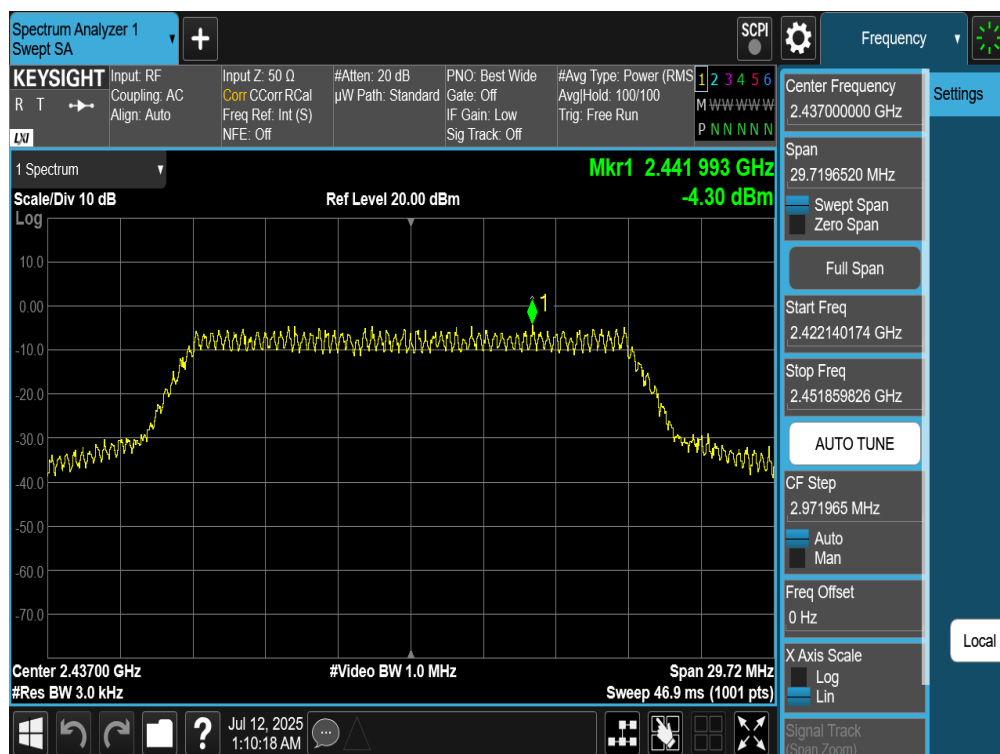 Spectrum Analyzer 1
Swept SA
+
SCPI
Frequency
KEYSIGHT
R T
LXI
Input: RF
Coupling: AC
Align: Auto
Input Z: 50 Ω
Corr CCorr RCal
Freq Ref: Int (S)
NFE: Off
#Atten: 20 dB
µW Path: Standard
PNO: Best Wide
Gate: Off
IF Gain: Low
Sig Track: Off
#Avg Type: Power (RMS
Avg|Hold: 100/100
Trig: Free Run
1 2 3 4 5 6
M W W W W W
P N N N N N
1 Spectrum
Mkr1 2.441 993 GHz
-4.30 dBm
Scale/Div 10 dB
Ref Level 20.00 dBm
Log
10.0
0.00
-10.0
-20.0
-30.0
-40.0
-50.0
-60.0
-70.0
1
Center 2.43700 GHz
#Video BW 1.0 MHz
Span 29.72 MHz
#Res BW 3.0 kHz
Sweep 46.9 ms (1001 pts)
Center Frequency
2.437000000 GHz
Span
29.7196520 MHz
Swept Span
Zero Span
Full Span
Start Freq
2.422140174 GHz
Stop Freq
2.451859826 GHz
AUTO TUNE
CF Step
2.971965 MHz
Auto
Man
Freq Offset
0 Hz
X Axis Scale
Log
Lin
Signal Track
(Span Zoom)
Settings
Local
?
Jul 12, 2025
1:10:18 AM